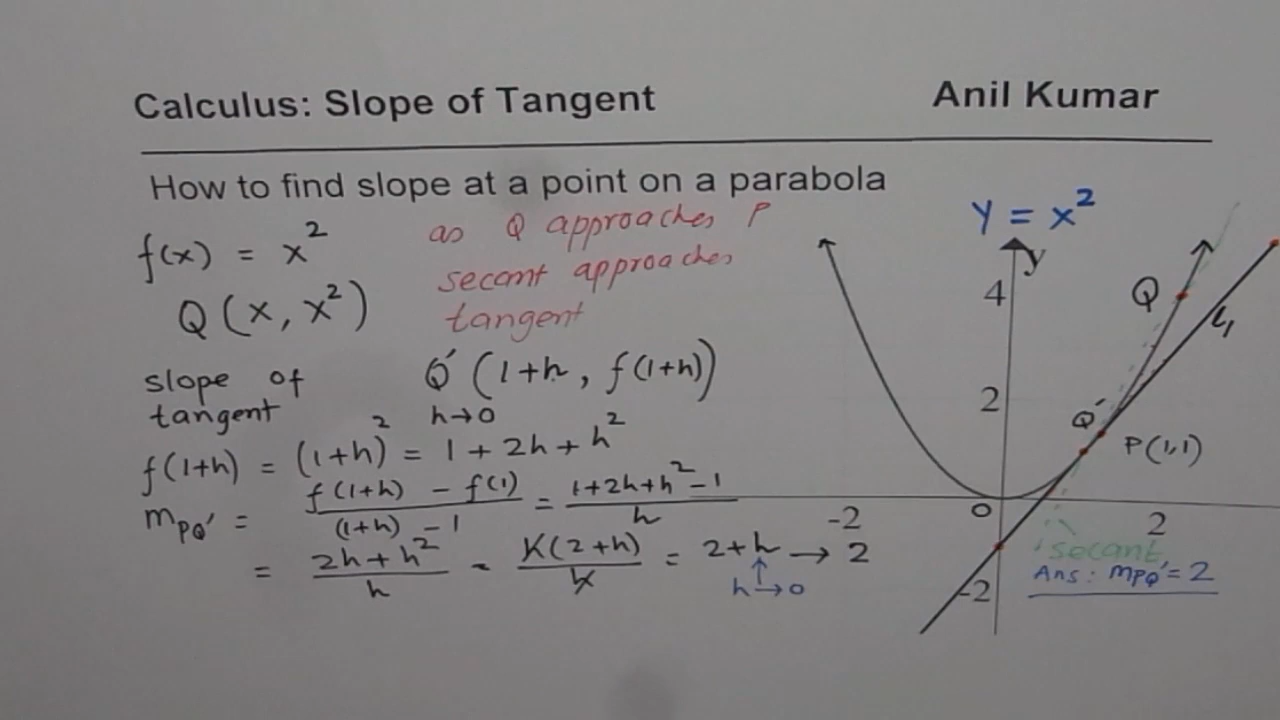 Calculus: Slope of Tangent
Anil Kumar
How to find slope at a point on a parabola
f(x) = x²
as Q approaches P
secant approaches
tangent
Q(x, x²)
slope of
tangent
Q′(1+h, f(1+h))
h→0
f(1+h) = (1+h)² = 1+2h+h²
m_PQ′ = (f(1+h) - f(1))/((1+h) - 1) = (1+2h+h²-1)/h
= (2h+h²)/h = h(2+h)/h = 2+h → 2
h→0
Y = x²
y
4
Q
L₁
2
Q′
P(1,1)
0
-2
2
secant
Ans: m_PQ′ = 2
-2